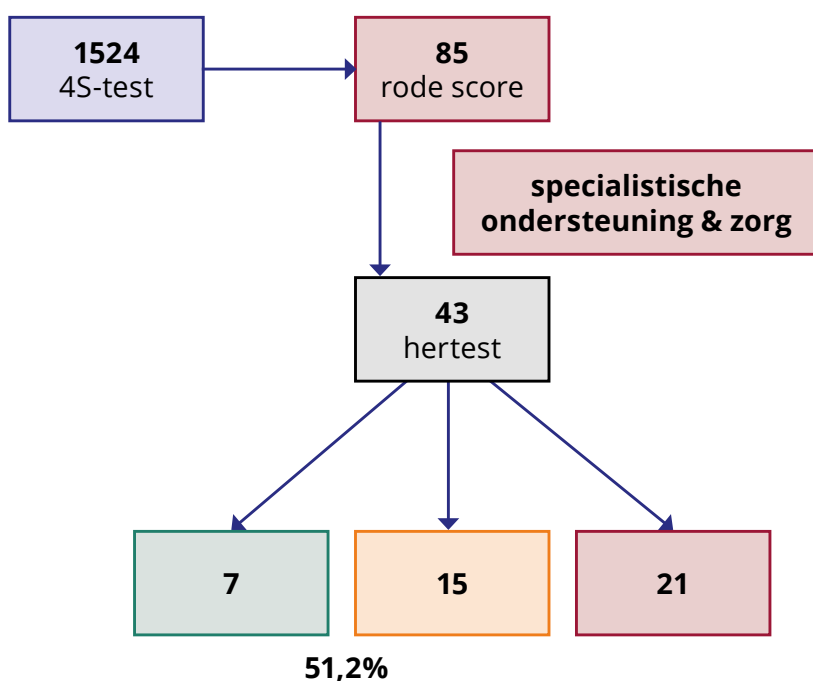 1524
4S-test
85
rode score
specialistische
ondersteuning & zorg
43
hertest
7
15
21
51,2%